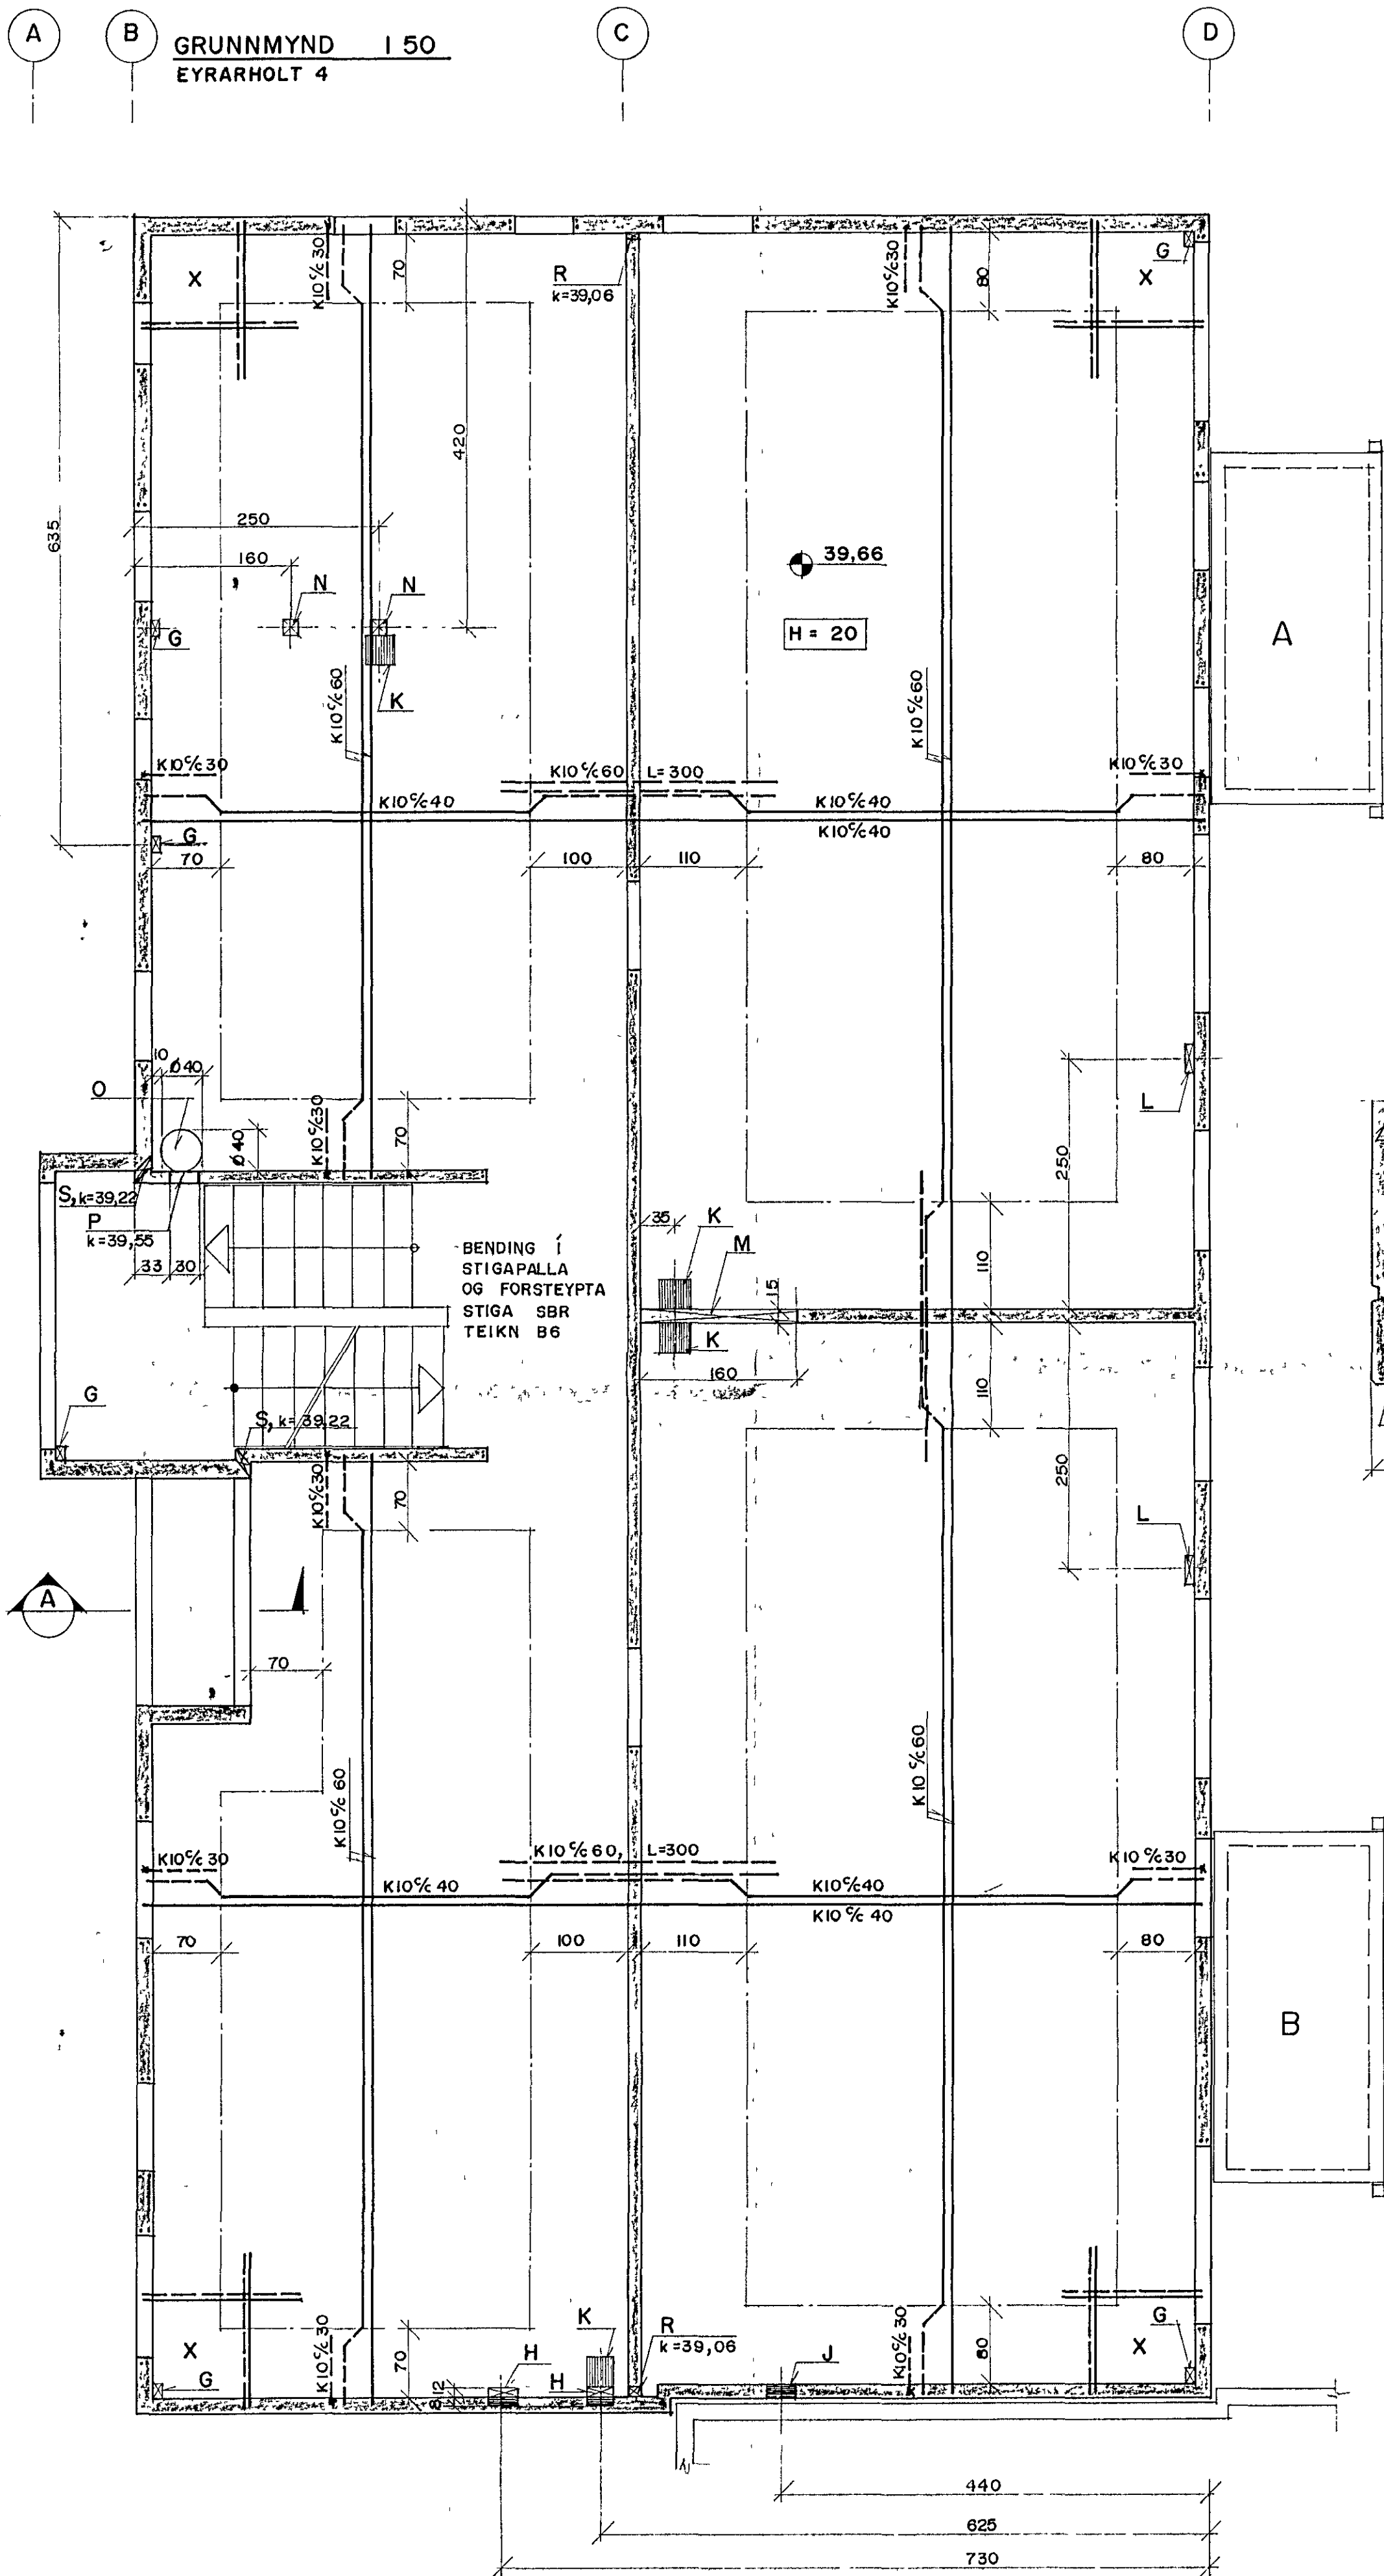 A B C D
GRUNNMYND 1 50
EYRARHOLT 4
X
K10 c/c 30
70
R
k=39,06
K10 c/c 30
80
X
G
420
635
250
160
N
N
G
K
K10 c/c 60
39,66
H = 20
K10 c/c 60
A
K10 c/c 30
K10 c/c 60 L=300
K10 c/c 30
K10 c/c 40
K10 c/c 40
K10 c/c 40
G
70
100
110
80
10
Ø40
O
Ø40
K10 c/c 30
70
L
250
S, k=39,22
P
k=39,55
33
30
BENDING Í
STIGAPALLA
OG FORSTEYPTA
STIGA SBR
TEIKN B6
35
K
M
15
K
110
160
110
G
S, k=39,22
K10 c/c 30
70
250
L
A
70
K10 c/c 60
K10 c/c 60
K10 c/c 30
K10 c/c 60, L=300
K10 c/c 30
K10 c/c 40
K10 c/c 40
K10 c/c 40
70
100
110
80
B
X
G
K10 c/c 30
70
H
8
12
H
K
R
k=39,06
J
K10 c/c 30
80
X
G
440
625
730